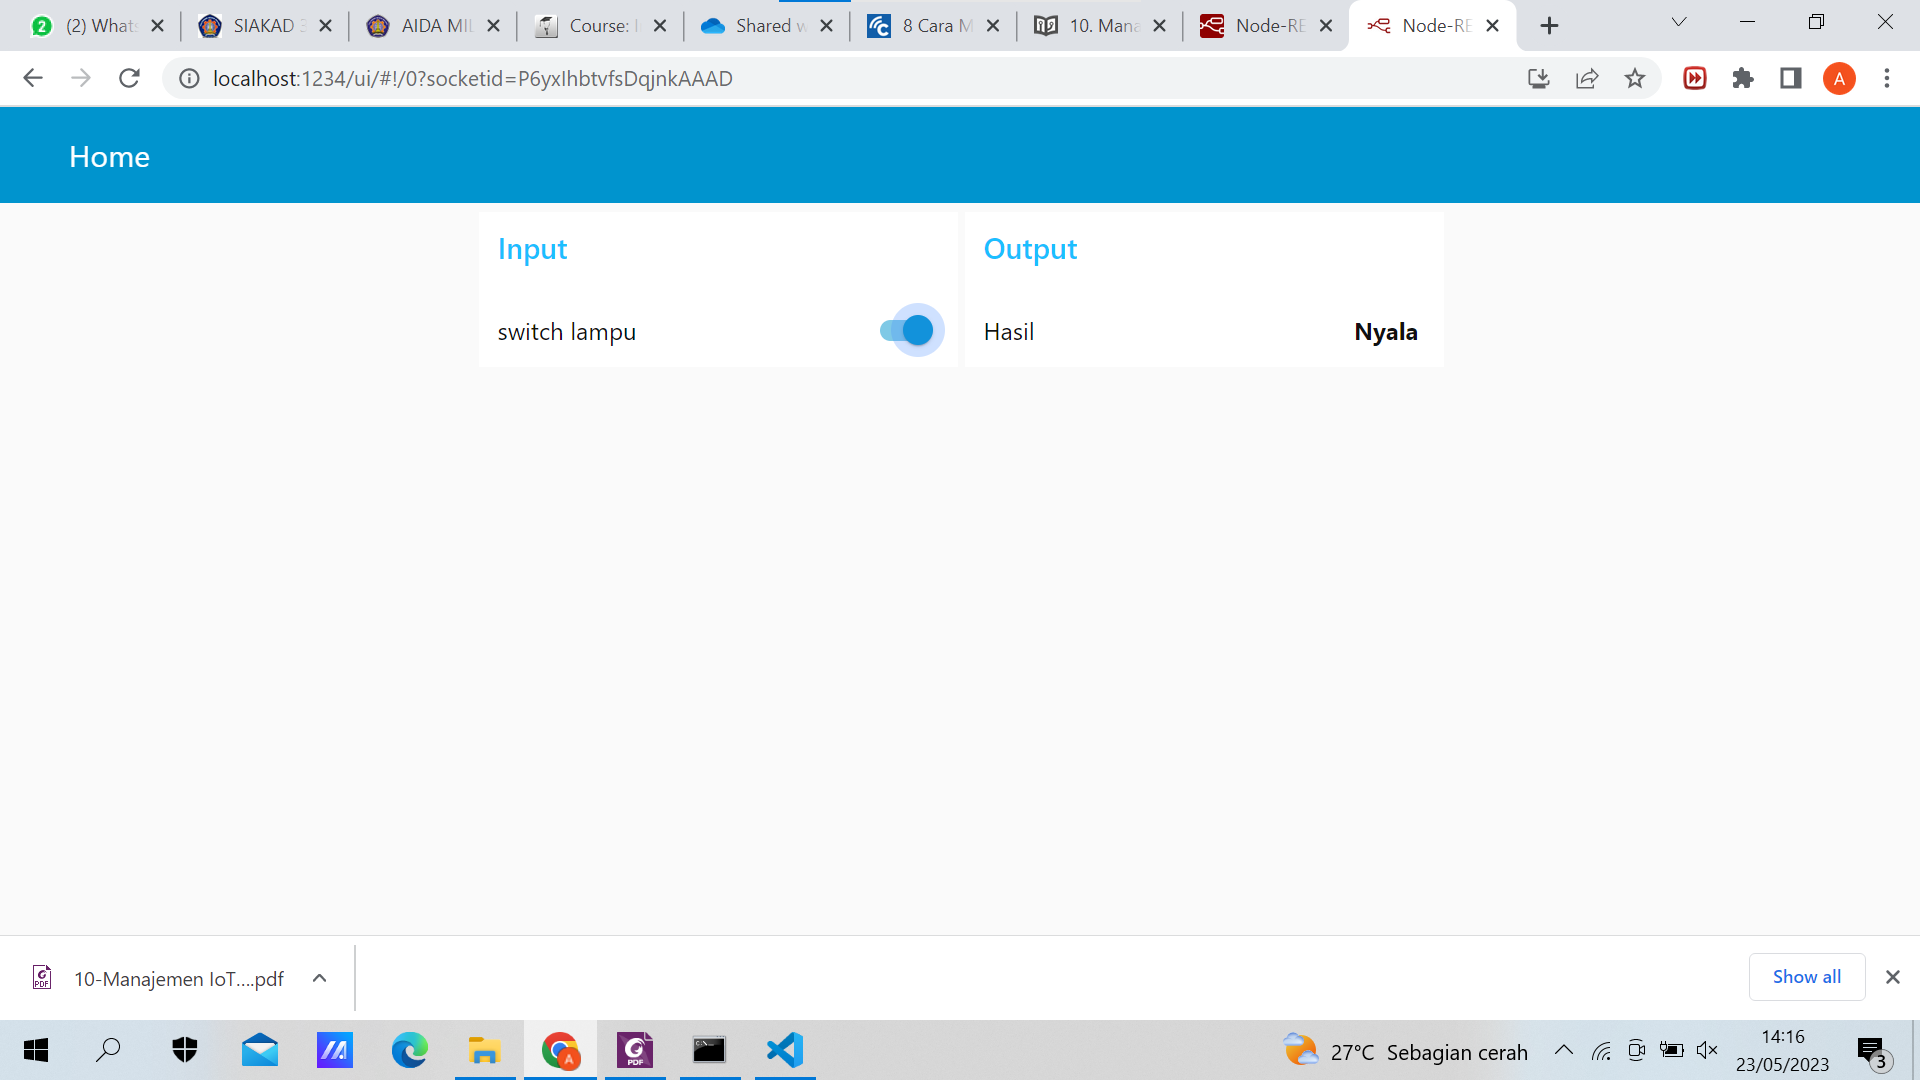 (2) Whats
SIAKAD 3
AIDA MIL
Course: I
Shared w
8 Cara M
10. Mana
Node-RE
Node-RE
localhost:1234/ui/#!/0?socketid=P6yxIhbtvfsDqjnkAAAD
A
Home
Input
Output
switch lampu
Hasil
Nyala
10-Manajemen IoT....pdf
Show all
27°C Sebagian cerah
14:16
23/05/2023
3